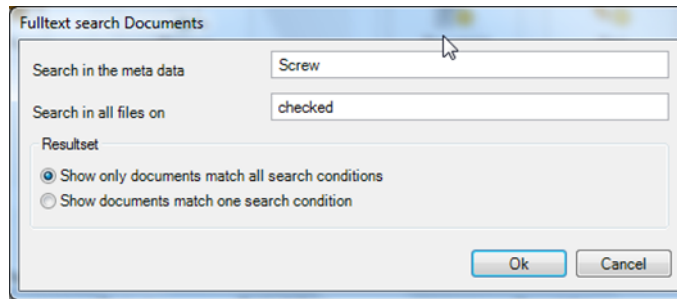 Fulltext search Documents
Search in the meta data Screw
Search in all files on checked
Resultset
Show only documents match all search conditions
Show documents match one search condition
Ok Cancel